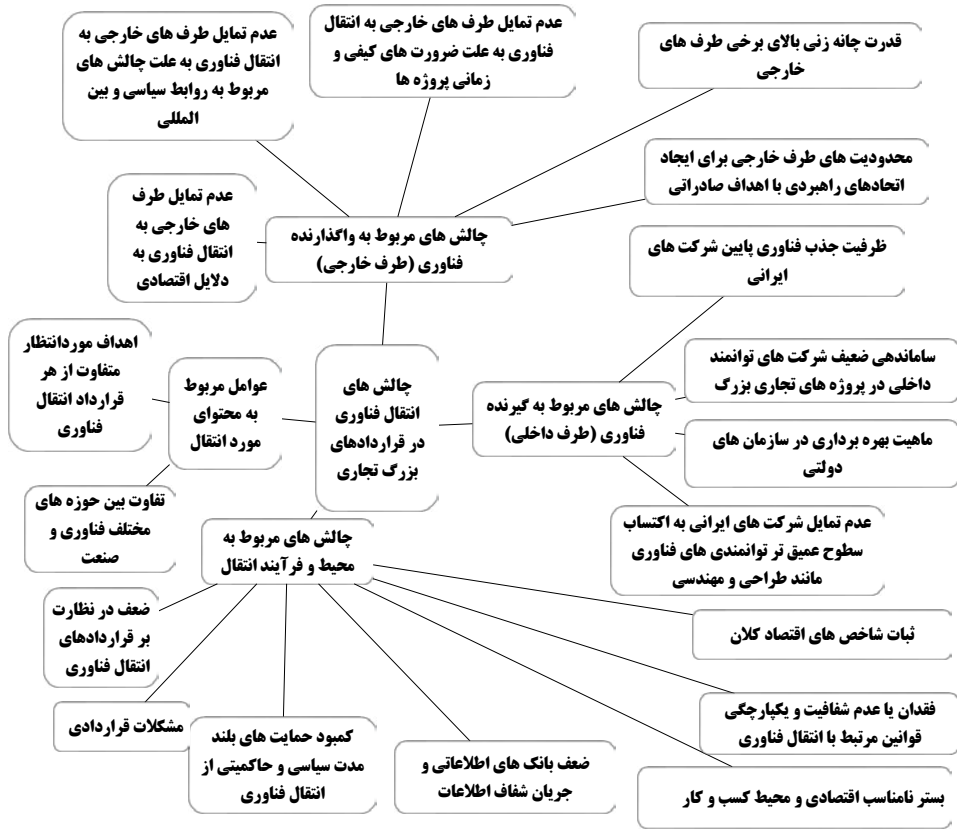 عدم تمایل طرف های خارجی به
انتقال فناوری به علت چالش های
مربوط به روابط سیاسی و بین
المللی
عدم تمایل طرف های خارجی به انتقال
فناوری به علت ضرورت های کیفی و
زمانی پروژه ها
قدرت چانه زنی بالای برخی طرف های
خارجی
محدودیت های طرف خارجی برای ایجاد
اتحادهای راهبردی با اهداف صادراتی
عدم تمایل طرف
های خارجی به
انتقال فناوری به
دلایل اقتصادی
چالش های مربوط به واگذارنده
فناوری (طرف خارجی)
ظرفیت جذب فناوری پایین شرکت های
ایرانی
اهداف موردانتظار
متفاوت از هر
قرارداد انتقال
فناوری
عوامل مربوط
به محتوای
مورد انتقال
چالش های
انتقال فناوری
در قراردادهای
بزرگ تجاری
چالش های مربوط به گیرنده
فناوری (طرف داخلی)
ساماندهی ضعیف شرکت های توانمند
داخلی در پروژه های تجاری بزرگ
ماهیت بهره برداری در سازمان های
دولتی
تفاوت بین حوزه های
مختلف فناوری و
صنعت
چالش های مربوط به
محیط و فرآیند انتقال
عدم تمایل شرکت های ایرانی به اکتساب
سطوح عمیق تر توانمندی های فناوری
مانند طراحی و مهندسی
ضعف در نظارت
بر قراردادهای
انتقال فناوری
ثبات شاخص های اقتصاد کلان
مشکلات قراردادی
کمبود حمایت های بلند
مدت سیاسی و حاکمیتی از
انتقال فناوری
ضعف بانک های اطلاعاتی و
جریان شفاف اطلاعات
فقدان یا عدم شفافیت و یکپارچگی
قوانین مرتبط با انتقال فناوری
بستر نامناسب اقتصادی و محیط کسب و کار